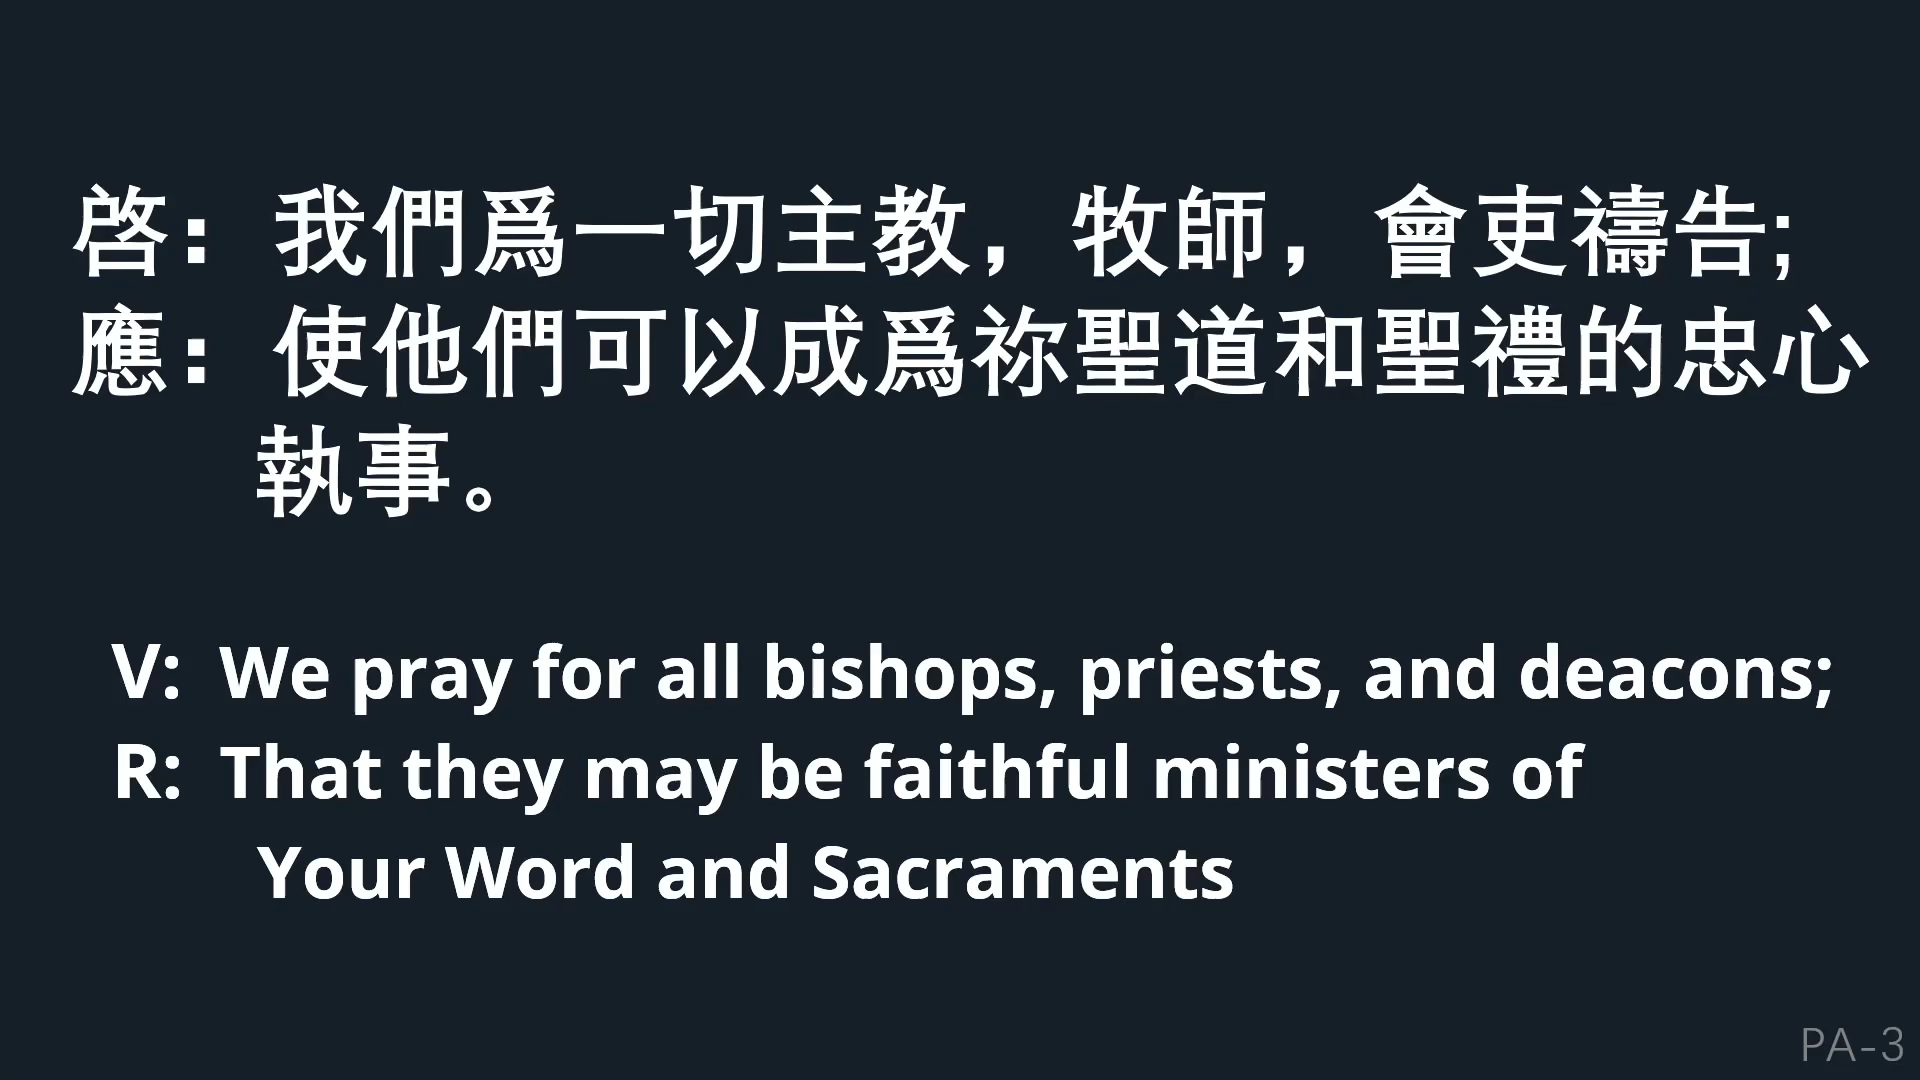 啓：我們爲一切主教，牧師，會吏禱告;
應：使他們可以成爲祢聖道和聖禮的忠心
執事。
V: We pray for all bishops, priests, and deacons;
R: That they may be faithful ministers of
Your Word and Sacraments
PA-3